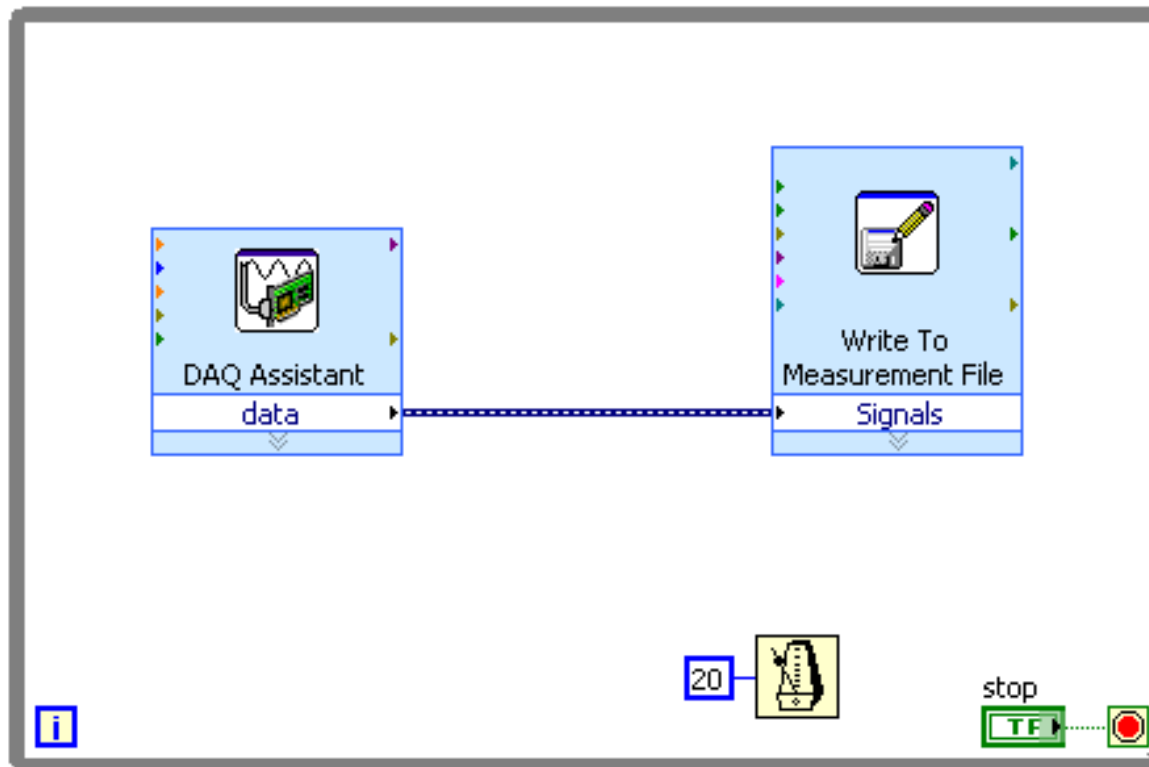 DAQ Assistant
data
Write To
Measurement File
Signals
20
stop
TF
i